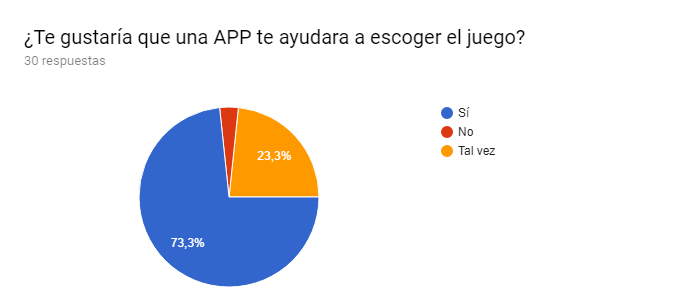 ¿Te gustaría que una APP te ayudara a escoger el juego?
30 respuestas
Sí
No
Tal vez
23,3%
73,3%